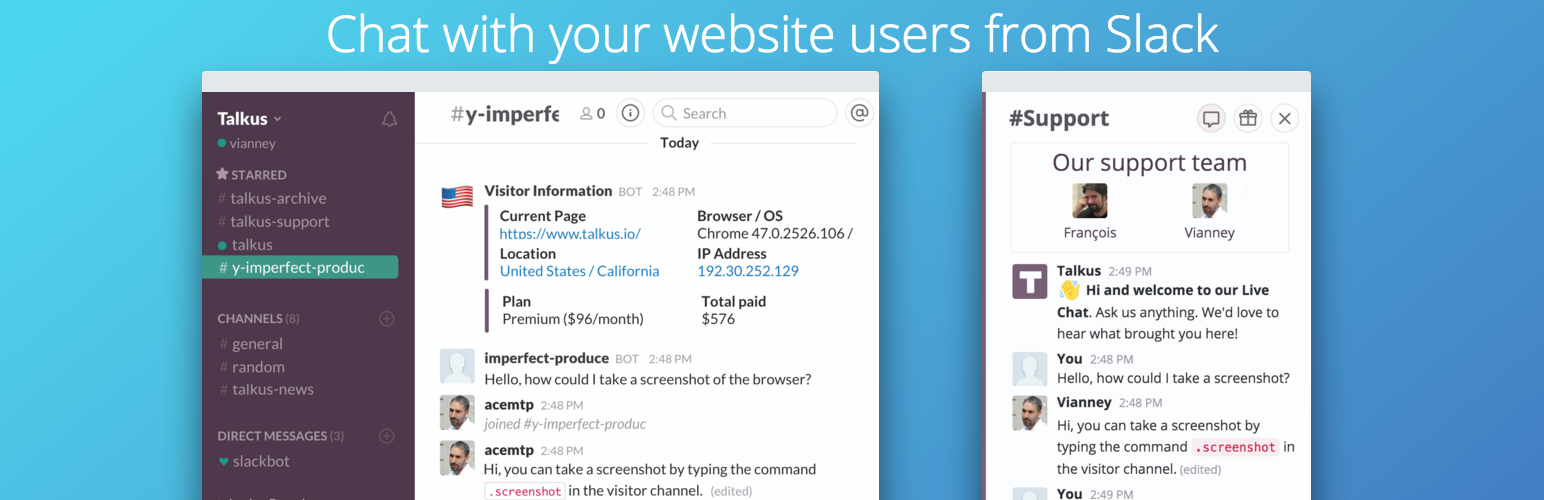 Chat with your website users from Slack
Talkus
vianney
STARRED
# talkus-archive
# talkus-support
talkus
# y-imperfect-produc
CHANNELS (8)
# general
# random
# talkus-news
DIRECT MESSAGES (3)
slackbot
#y-imperfe
0
Search
@
Today
Visitor Information BOT 2:48 PM
Current Page Browser / OS
https://www.talkus.io/ Chrome 47.0.2526.106 /
Location IP Address
United States / California 192.30.252.129
Plan Total paid
Premium ($96/month) $576
imperfect-produce BOT 2:48 PM
Hello, how could I take a screenshot of the browser?
acemtp 2:48 PM
joined #y-imperfect-produc
acemtp 2:48 PM
Hi, you can take a screenshot by typing the command
.screenshot in the visitor channel. (edited)
#Support
Our support team
François Vianney
T
Talkus 2:49 PM
👋 Hi and welcome to our Live
Chat. Ask us anything. We'd love to
hear what brought you here!
You 2:48 PM
Hello, how could I take a screenshot?
Vianney 2:48 PM
Hi, you can take a screenshot by
typing the command .screenshot in
the visitor channel. (edited)
You 2:49 PM